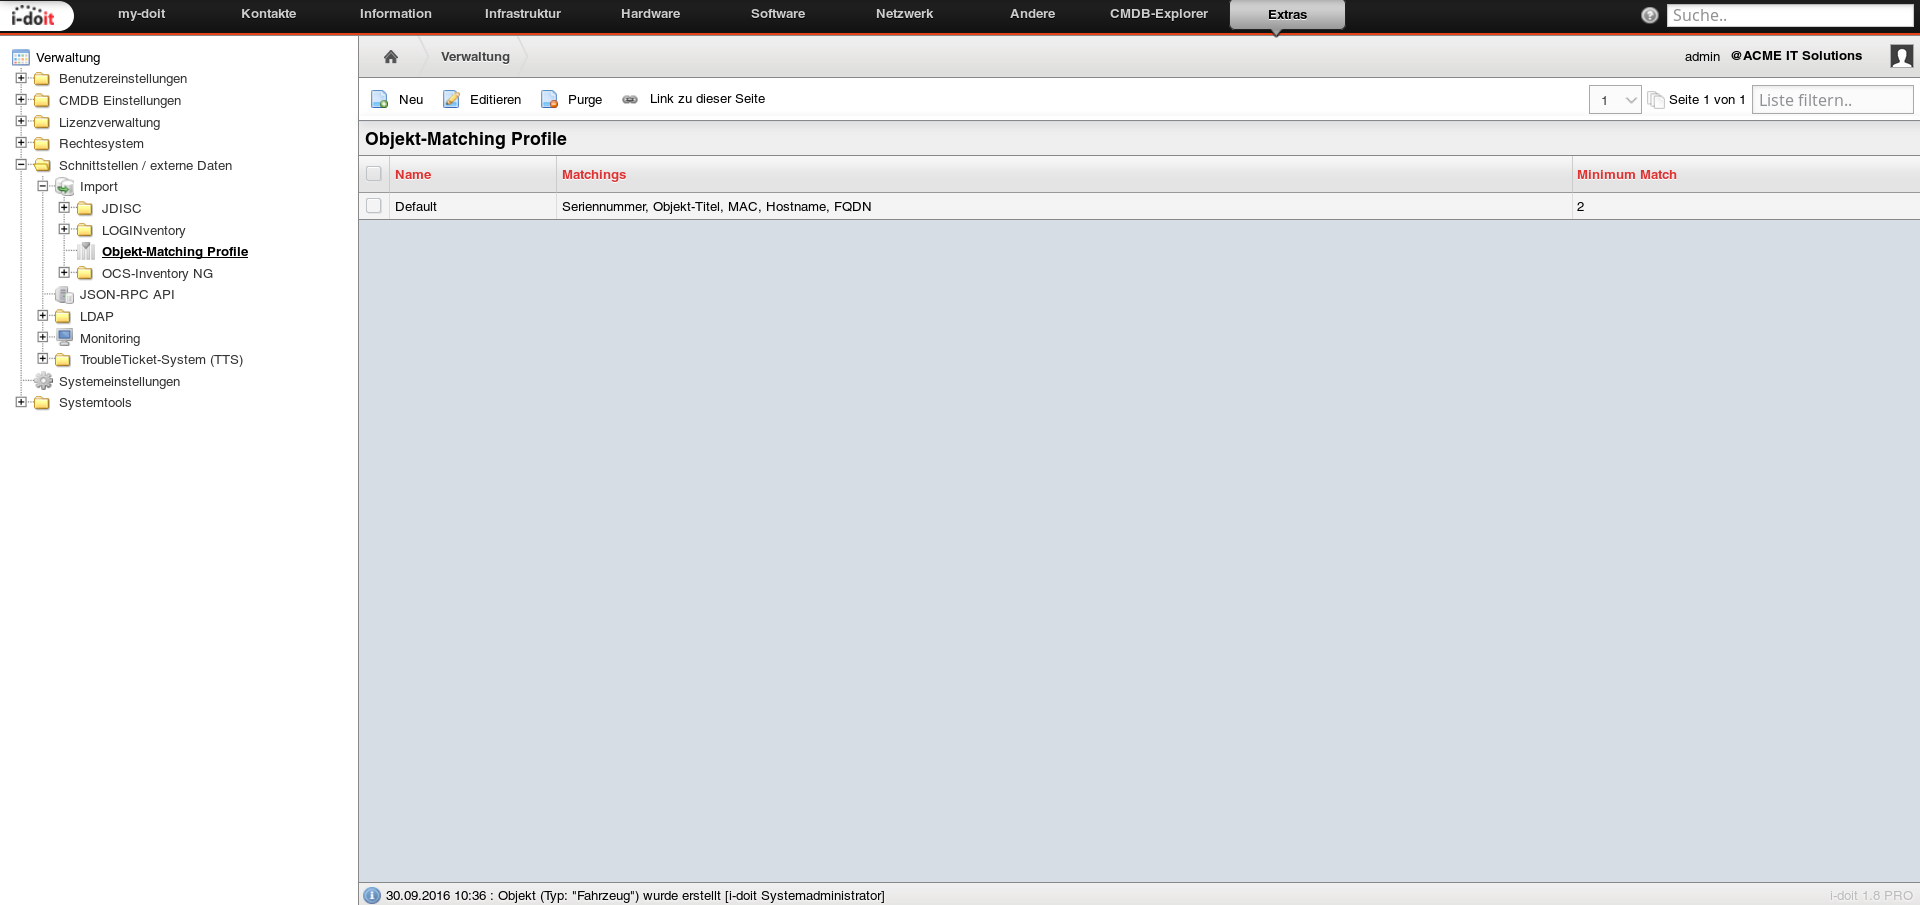 i-doit my-doit Kontakte Information Infrastruktur Hardware Software Netzwerk Andere CMDB-Explorer Extras Suche..
Verwaltung admin @ACME IT Solutions
Neu Editieren Purge Link zu dieser Seite 1 Seite 1 von 1 Liste filtern..
Verwaltung
Benutzereinstellungen
CMDB Einstellungen
Lizenzverwaltung
Rechtesystem
Schnittstellen / externe Daten
Import
JDISC
LOGINventory
Objekt-Matching Profile
OCS-Inventory NG
JSON-RPC API
LDAP
Monitoring
TroubleTicket-System (TTS)
Systemeinstellungen
Systemtools
Objekt-Matching Profile
Name Matchings Minimum Match
Default Seriennummer, Objekt-Titel, MAC, Hostname, FQDN 2
30.09.2016 10:36 : Objekt (Typ: "Fahrzeug") wurde erstellt [i-doit Systemadministrator] i-doit 1.8 PRO